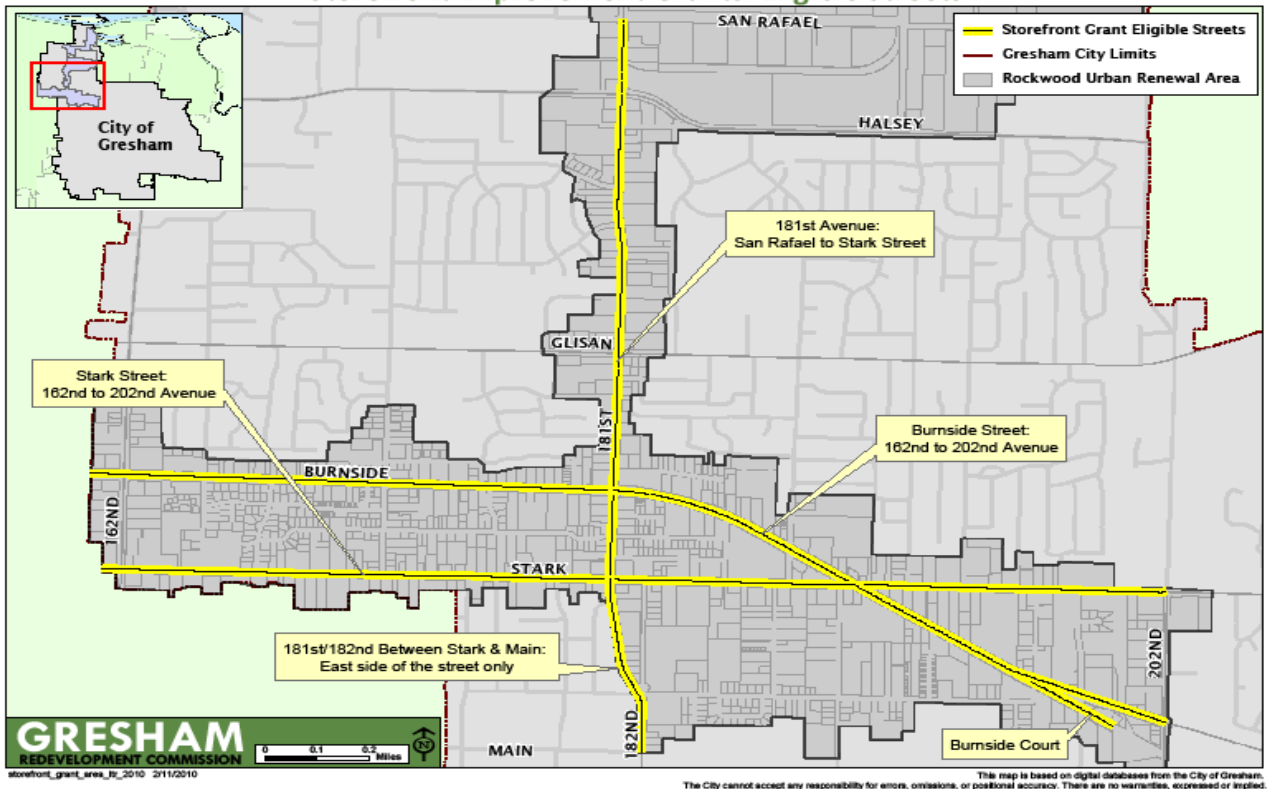 SAN RAFAEL
Storefront Grant Eligible Streets
Gresham City Limits
Rockwood Urban Renewal Area
City of
Gresham
HALSEY
181st Avenue:
San Rafael to Stark Street
GLISAN
Stark Street:
162nd to 202nd Avenue
181ST
Burnside Street:
162nd to 202nd Avenue
BURNSIDE
162ND
STARK
181st/182nd Between Stark & Main:
East side of the street only
202ND
182ND
MAIN
Burnside Court
GRESHAM
REDEVELOPMENT COMMISSION
0 0.1 0.2
Miles
N
storefront_grant_area_ltr_2010 2/11/2010
This map is based on digital databases from the City of Gresham.
The City cannot accept any responsibility for errors, omissions, or positional accuracy. There are no warranties, expressed or implied.